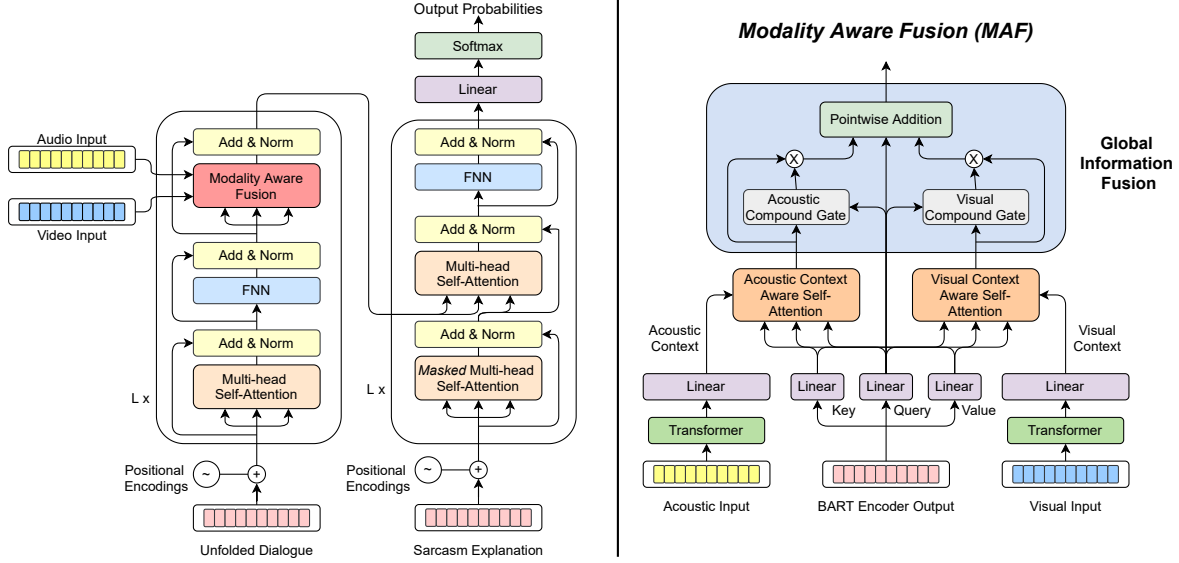 Output Probabilities
Softmax
Linear
Add & Norm
FNN
Add & Norm
Multi-head
Self-Attention
Add & Norm
Masked Multi-head
Self-Attention
L x
Positional
Encodings
~
+
Sarcasm Explanation
Audio Input
Video Input
Add & Norm
Modality Aware
Fusion
Add & Norm
FNN
Add & Norm
Multi-head
Self-Attention
L x
Positional
Encodings
~
+
Unfolded Dialogue
Modality Aware Fusion (MAF)
Pointwise Addition
Global
Information
Fusion
X
X
Acoustic
Compound Gate
Visual
Compound Gate
Acoustic Context
Aware Self-
Attention
Visual Context
Aware Self-
Attention
Acoustic
Context
Visual
Context
Linear
Linear
Linear
Linear
Linear
Key
Query
Value
Transformer
Transformer
Acoustic Input
BART Encoder Output
Visual Input